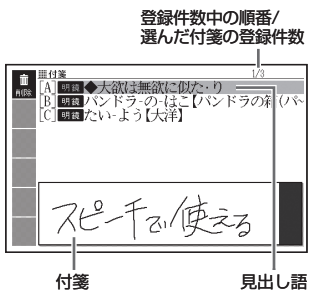 登録件数中の順番/
選んだ付箋の登録件数
付箋 1/3
削除
[A] 明鏡 ◆大欲は無欲に似た・り
[B] 明鏡 パンドラ-の-はこ【パンドラの箱(パ~
[C] 明鏡 たい-よう【大洋】
スピーチで使える
付箋
見出し語